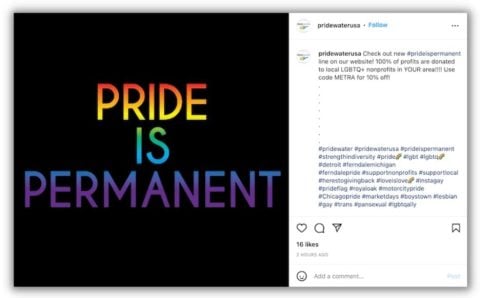 PRIDE
IS
PERMANENT
pridewaterusa • Follow
pridewaterusa Check out new #prideispermanent
line on our website! 100% of profits are donated
to local LGBTQ+ nonprofits in YOUR area!!!! Use
code METRA for 10% off!
.
.
.
.
.
.
#pridewater #pridewaterusa #prideispermanent
#strengthindiversity #pride🌈 #lgbt #lgbtq🌈
#detroit #ferndalemichigan
#ferndalepride #supportnonprofits #supportlocal
#herestogivingback #loveislove🌈 #instagay
#prideflag #royaloak #motorcitypride
#Chicagopride #marketdays #boystown #lesbian
#gay #trans #pansexual #lgbtqally
16 likes
2 HOURS AGO
Add a comment...
Post